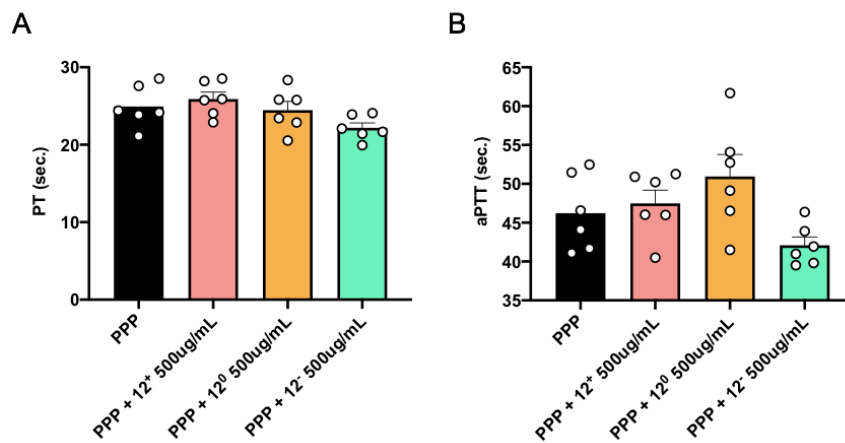 A
PT (sec.)
30
20
10
0
PPP
PPP + 12⁺ 500ug/mL
PPP + 12⁰ 500ug/mL
PPP + 12⁻ 500ug/mL
B
aPTT (sec.)
65
60
55
50
45
40
35
PPP
PPP + 12⁺ 500ug/mL
PPP + 12⁰ 500ug/mL
PPP + 12⁻ 500ug/mL